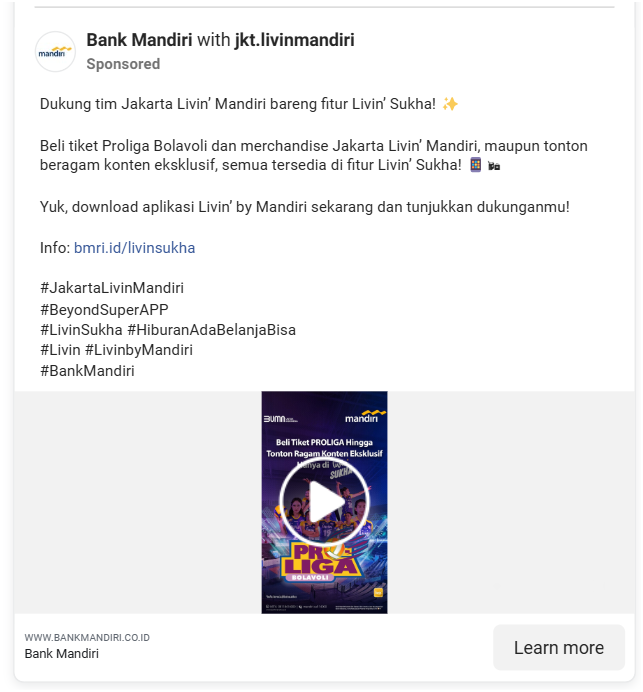 Bank Mandiri with jkt.livinmandiri
mandiri
Sponsored
Dukung tim Jakarta Livin’ Mandiri bareng fitur Livin’ Sukha! ✨
Beli tiket Proliga Bolavoli dan merchandise Jakarta Livin’ Mandiri, maupun tonton
beragam konten eksklusif, semua tersedia di fitur Livin’ Sukha!
Yuk, download aplikasi Livin’ by Mandiri sekarang dan tunjukkan dukunganmu!
Info: bmri.id/livinsukha
#JakartaLivinMandiri
#BeyondSuperAPP
#LivinSukha #HiburanAdaBelanjaBisa
#Livin #LivinbyMandiri
#BankMandiri
BUMN
mandiri
Beli Tiket PROLIGA Hingga
Tonton Ragam Konten Eksklusif
Hanya di
SUKHA
PRO
LIGA
BOLAVOLI
WWW.BANKMANDIRI.CO.ID
Bank Mandiri
Learn more